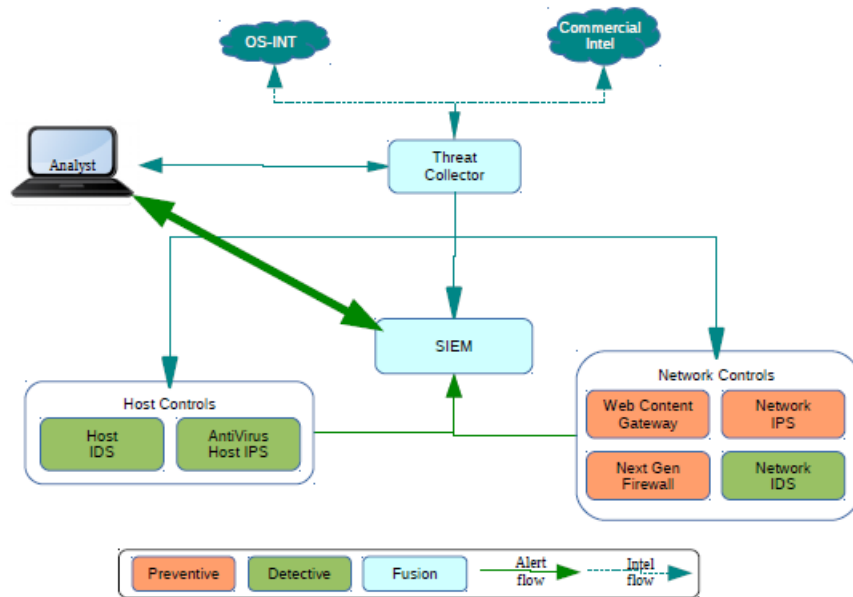 OS-INT
Commercial
Intel
Analyst
Threat
Collector
SIEM
Host Controls
Host
IDS
AntiVirus
Host IPS
Network Controls
Web Content
Gateway
Network
IPS
Next Gen
Firewall
Network
IDS
Preventive
Detective
Fusion
Alert
flow
Intel
flow